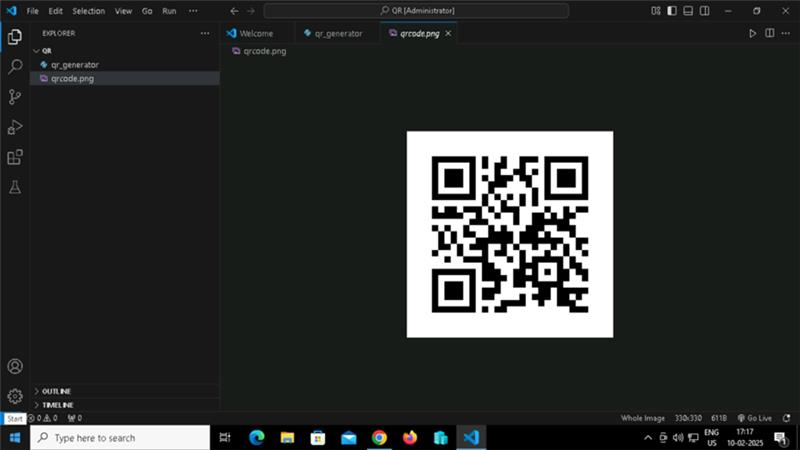 File Edit Selection View Go Run ··· QR [Administrator]
EXPLORER ···
Welcome qr_generator qrcode.png
QR
qrcode.png
qr_generator
qrcode.png
OUTLINE
TIMELINE
Start 0 0 0 Whole Image 330x330 611B Go Live
Type here to search
ENG
US
17:17
10-02-2025
1